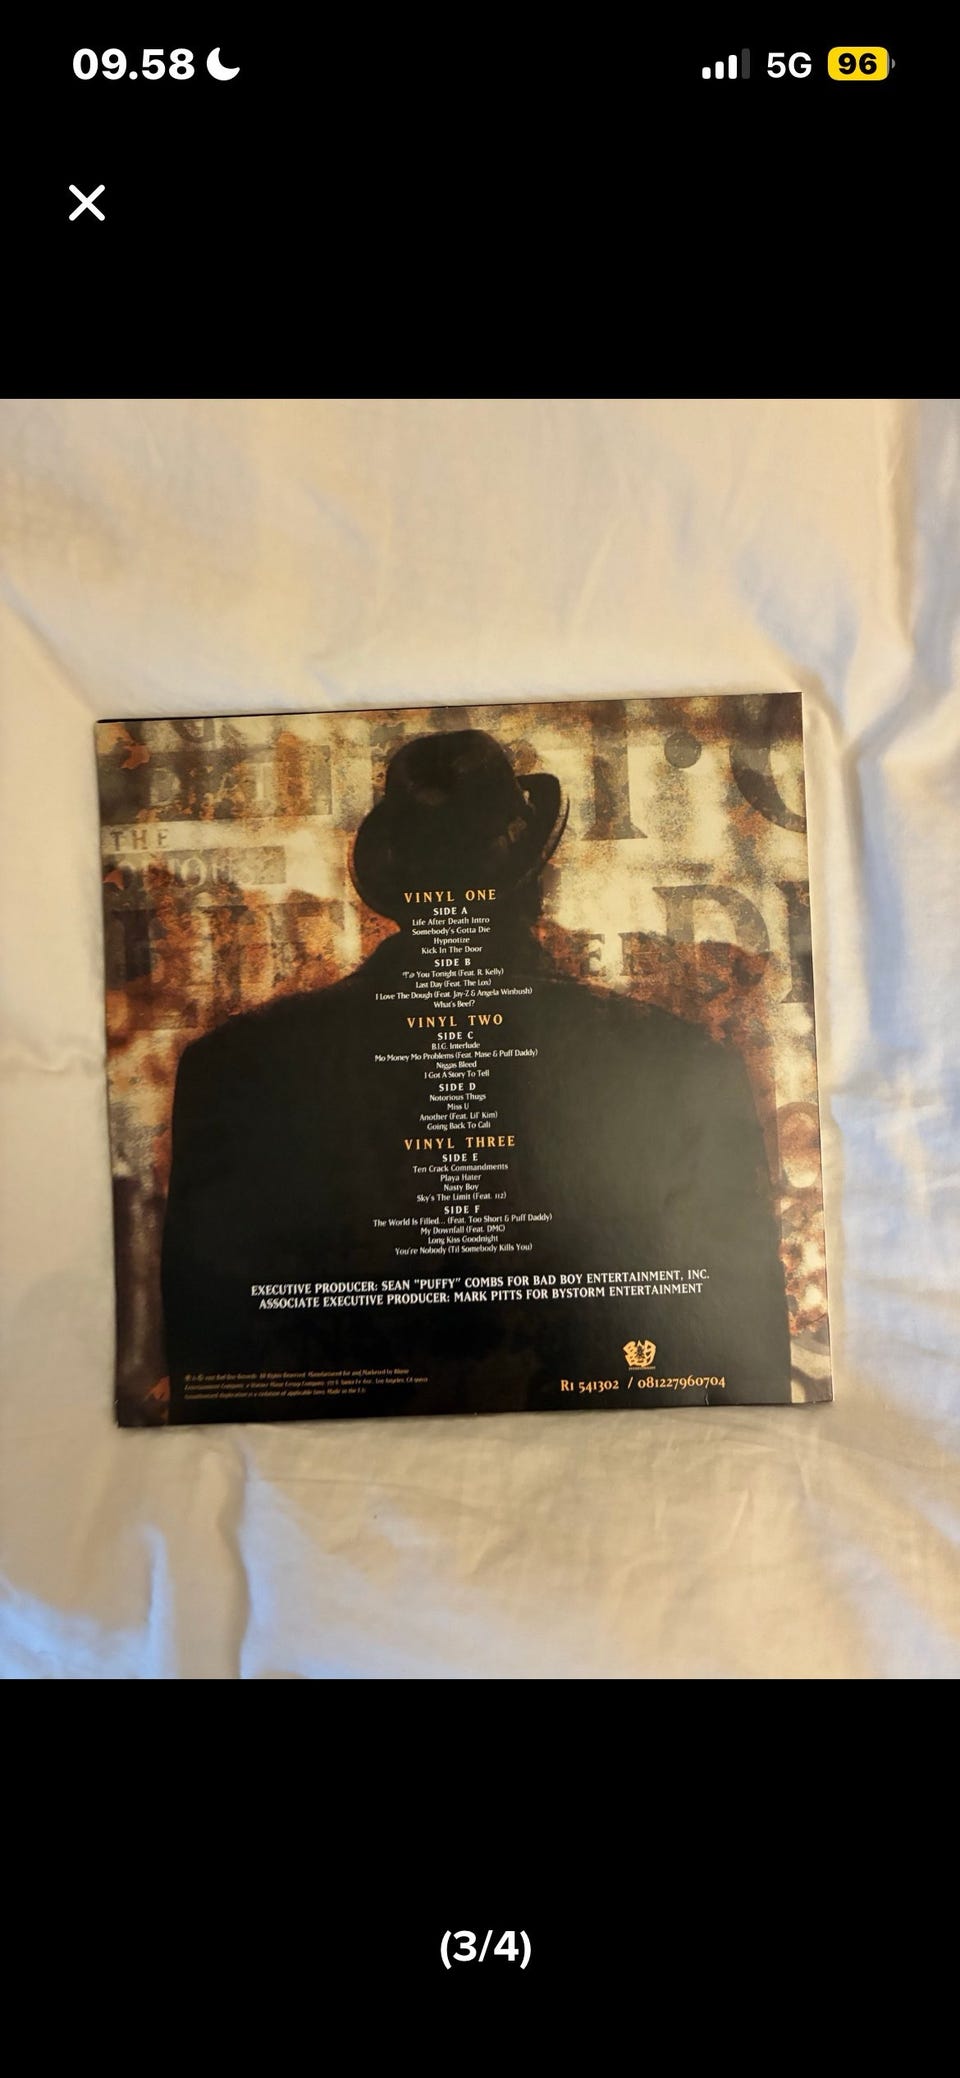 09.58
5G
96
THE
VINYL ONE
SIDE A
Life After Death Intro
Somebody's Gotta Die
Hypnotize
Kick In The Door
SIDE B
You Tonight (Feat. R. Kelly)
Last Day (Feat. The Lox)
I Love The Dough (Feat. Jay-Z & Angela Winbush)
What's Beef?
VINYL TWO
SIDE C
B.I.G. Interlude
Mo Money Mo Problems (Feat. Mase & Puff Daddy)
Niggas Bleed
I Got A Story To Tell
SIDE D
Notorious Thugs
Miss U
Another (Feat. Lil' Kim)
Going Back To Cali
VINYL THREE
SIDE E
Ten Crack Commandments
Playa Hater
Nasty Boy
Sky's The Limit (Feat. 112)
SIDE F
The World Is Filled... (Feat. Too Short & Puff Daddy)
My Downfall (Feat. DMC)
Long Kiss Goodnight
You're Nobody (Til Somebody Kills You)
EXECUTIVE PRODUCER: SEAN "PUFFY" COMBS FOR BAD BOY ENTERTAINMENT, INC.
ASSOCIATE EXECUTIVE PRODUCER: MARK PITTS FOR BYSTORM ENTERTAINMENT
R1 541302 / 081227960704
(3/4)